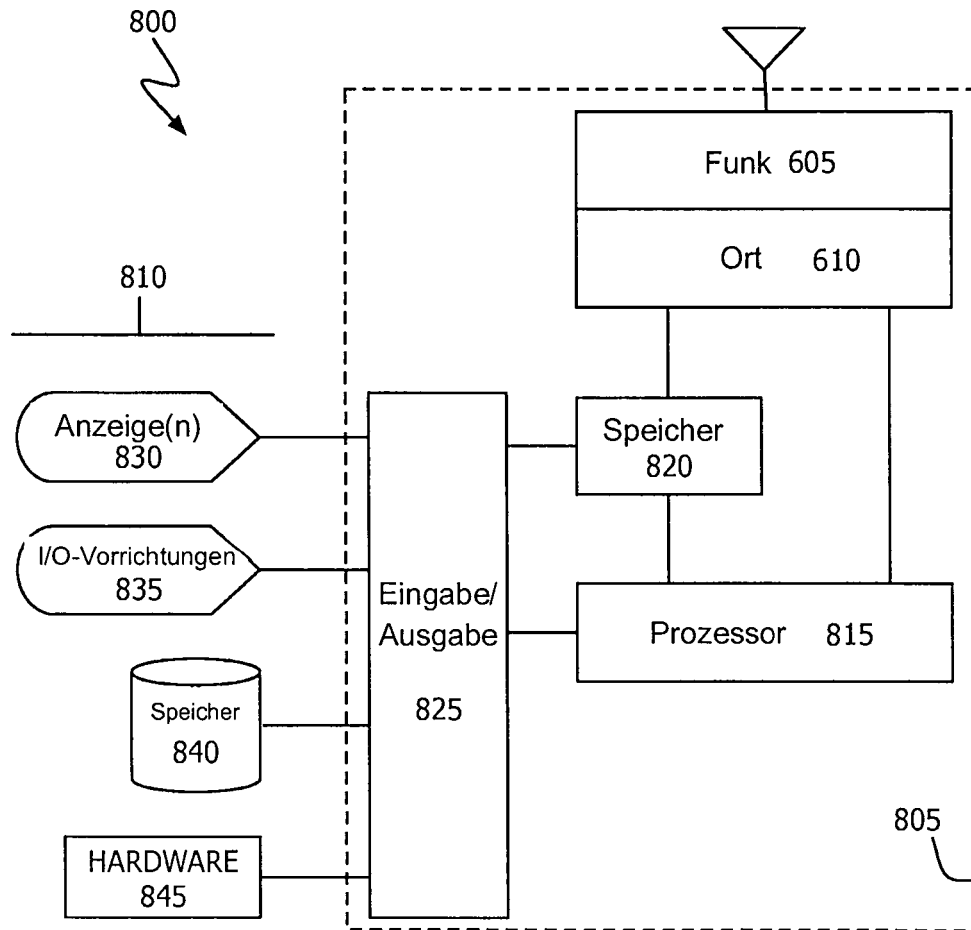 800
Funk 605
Ort 610
810
Anzeige(n)
830
Speicher
820
I/O-Vorrichtungen
835
Eingabe/
Ausgabe
825
Prozessor 815
Speicher
840
HARDWARE
845
805